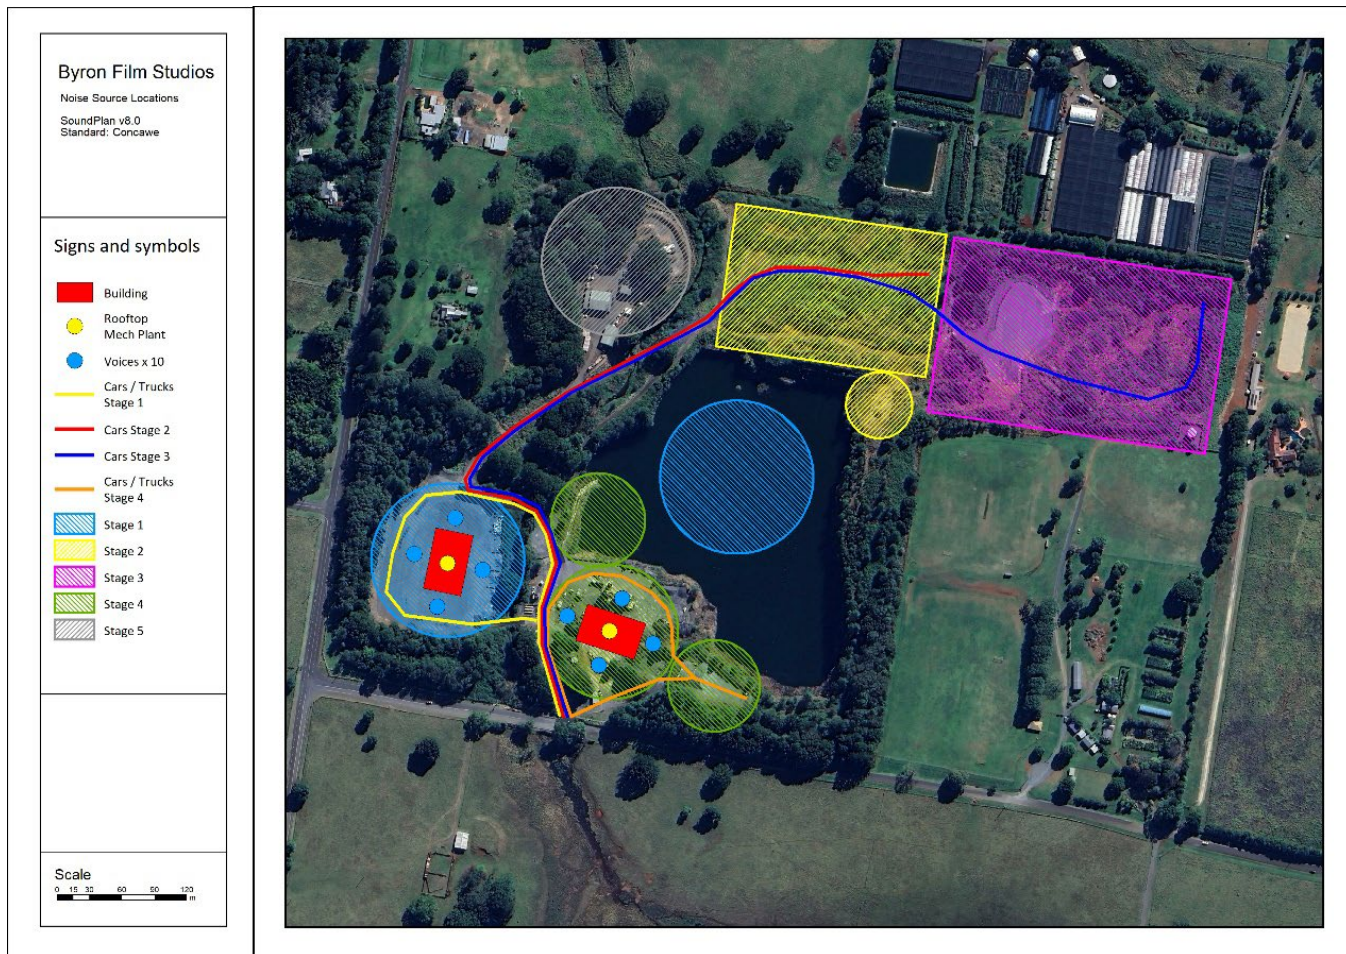 Byron Film Studios
Noise Source Locations
SoundPlan v8.0
Standard: Concawe
Signs and symbols
Building
Rooftop
Mech Plant
Voices x 10
Cars / Trucks
Stage 1
Cars Stage 2
Cars Stage 3
Cars / Trucks
Stage 4
Stage 1
Stage 2
Stage 3
Stage 4
Stage 5
Scale
0 15 30 60 90 120
m